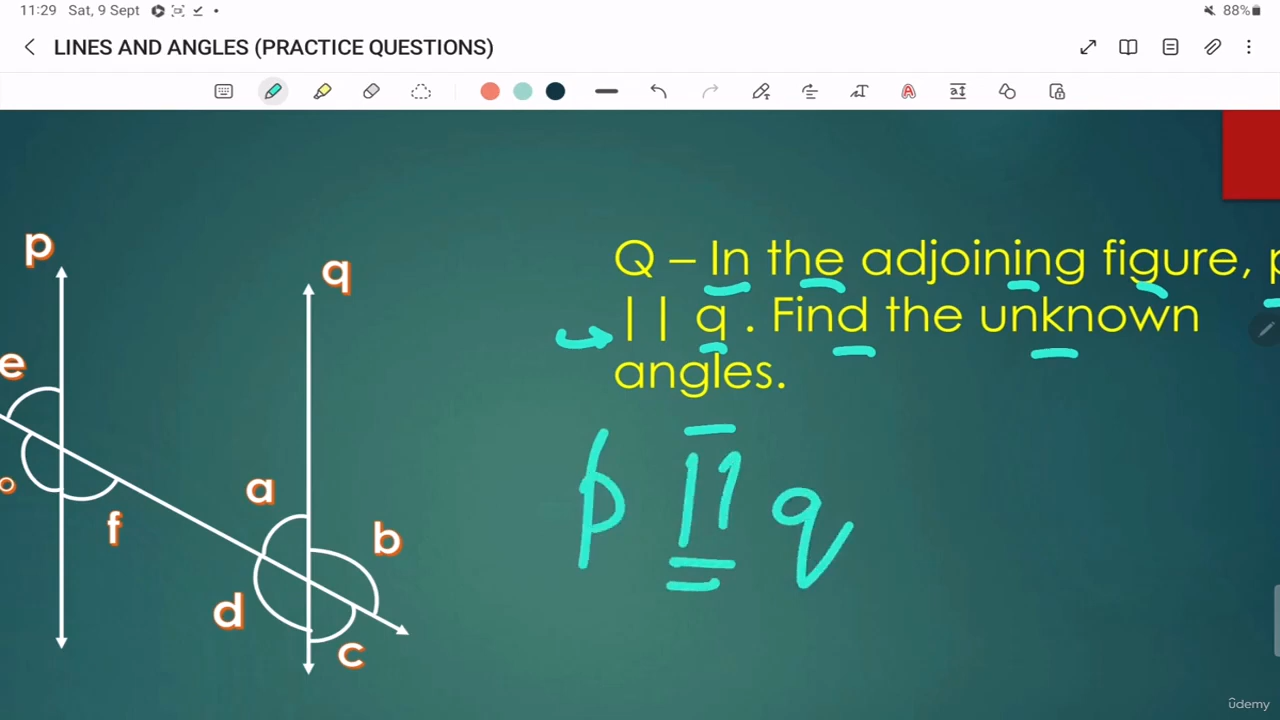 11:29 Sat, 9 Sept
88%
LINES AND ANGLES (PRACTICE QUESTIONS)
p
q
Q – In the adjoining figure, p
|| q . Find the unknown
angles.
e
a
b
f
d
c
p || q
ûdemy